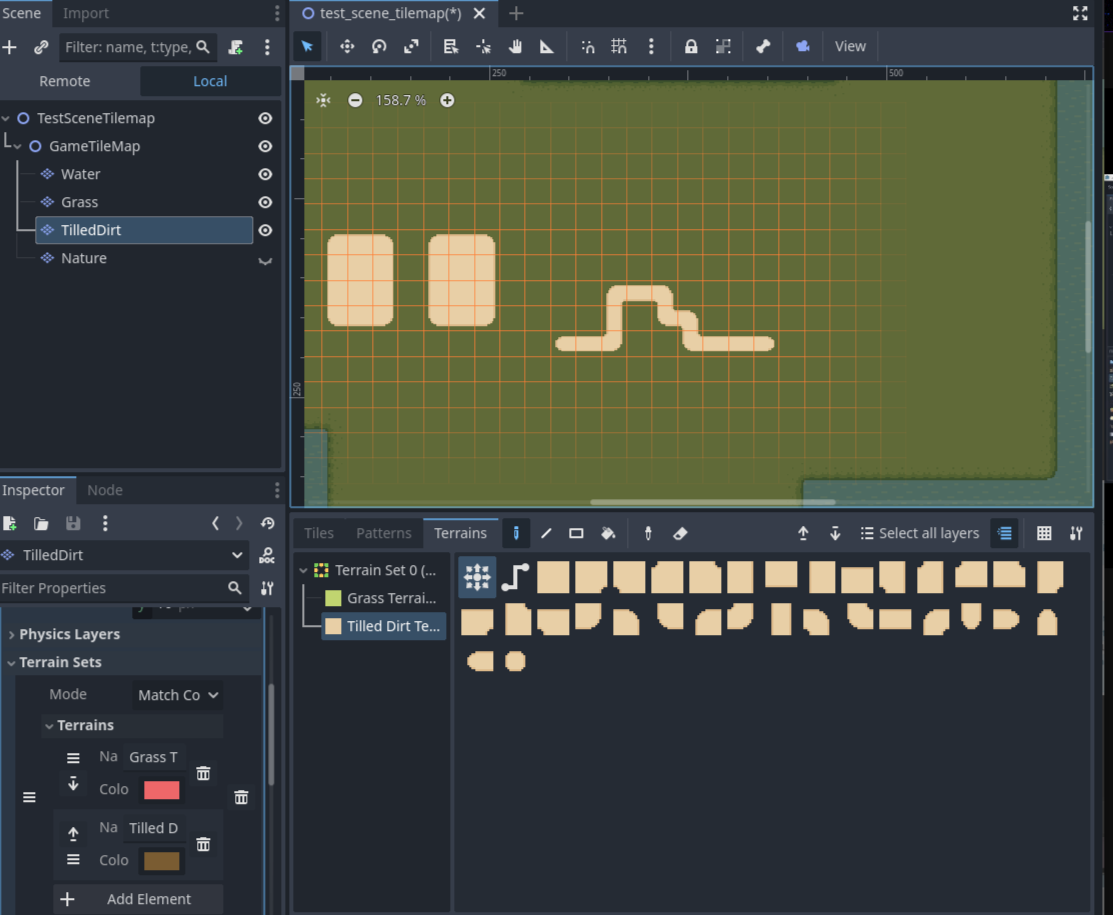 Scene
Import
test_scene_tilemap(*)
Filter: name, t:type,
View
Remote
Local
250
500
158.7 %
TestSceneTilemap
GameTileMap
Water
Grass
TilledDirt
Nature
250
Inspector
Node
Tiles
Patterns
Terrains
Select all layers
TilledDirt
Terrain Set 0 (...
Filter Properties
Grass Terrai...
Tilled Dirt Te...
Physics Layers
Terrain Sets
Mode
Match Co
Terrains
Na
Grass T
Colo
Na
Tilled D
Colo
Add Element